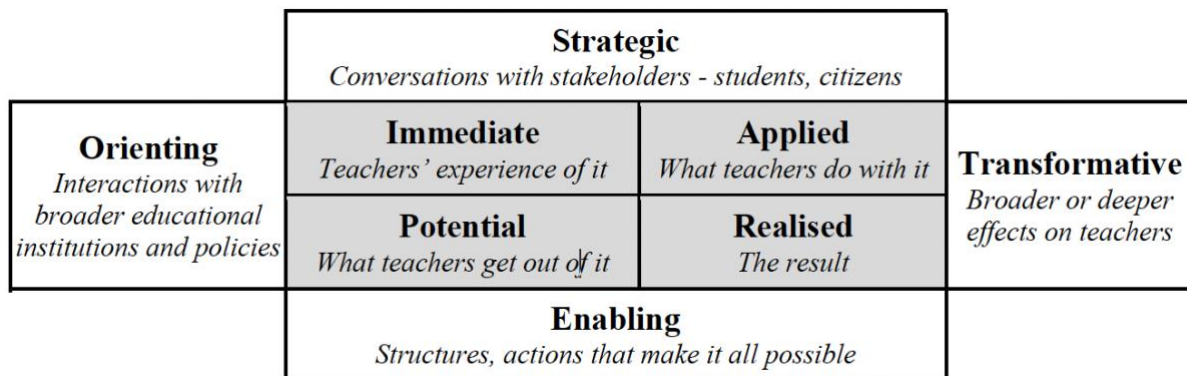 Strategic
Conversations with stakeholders - students, citizens
Orienting
Interactions with
broader educational
institutions and policies
Immediate
Teachers' experience of it
Applied
What teachers do with it
Potential
What teachers get out of it
Realised
The result
Transformative
Broader or deeper
effects on teachers
Enabling
Structures, actions that make it all possible